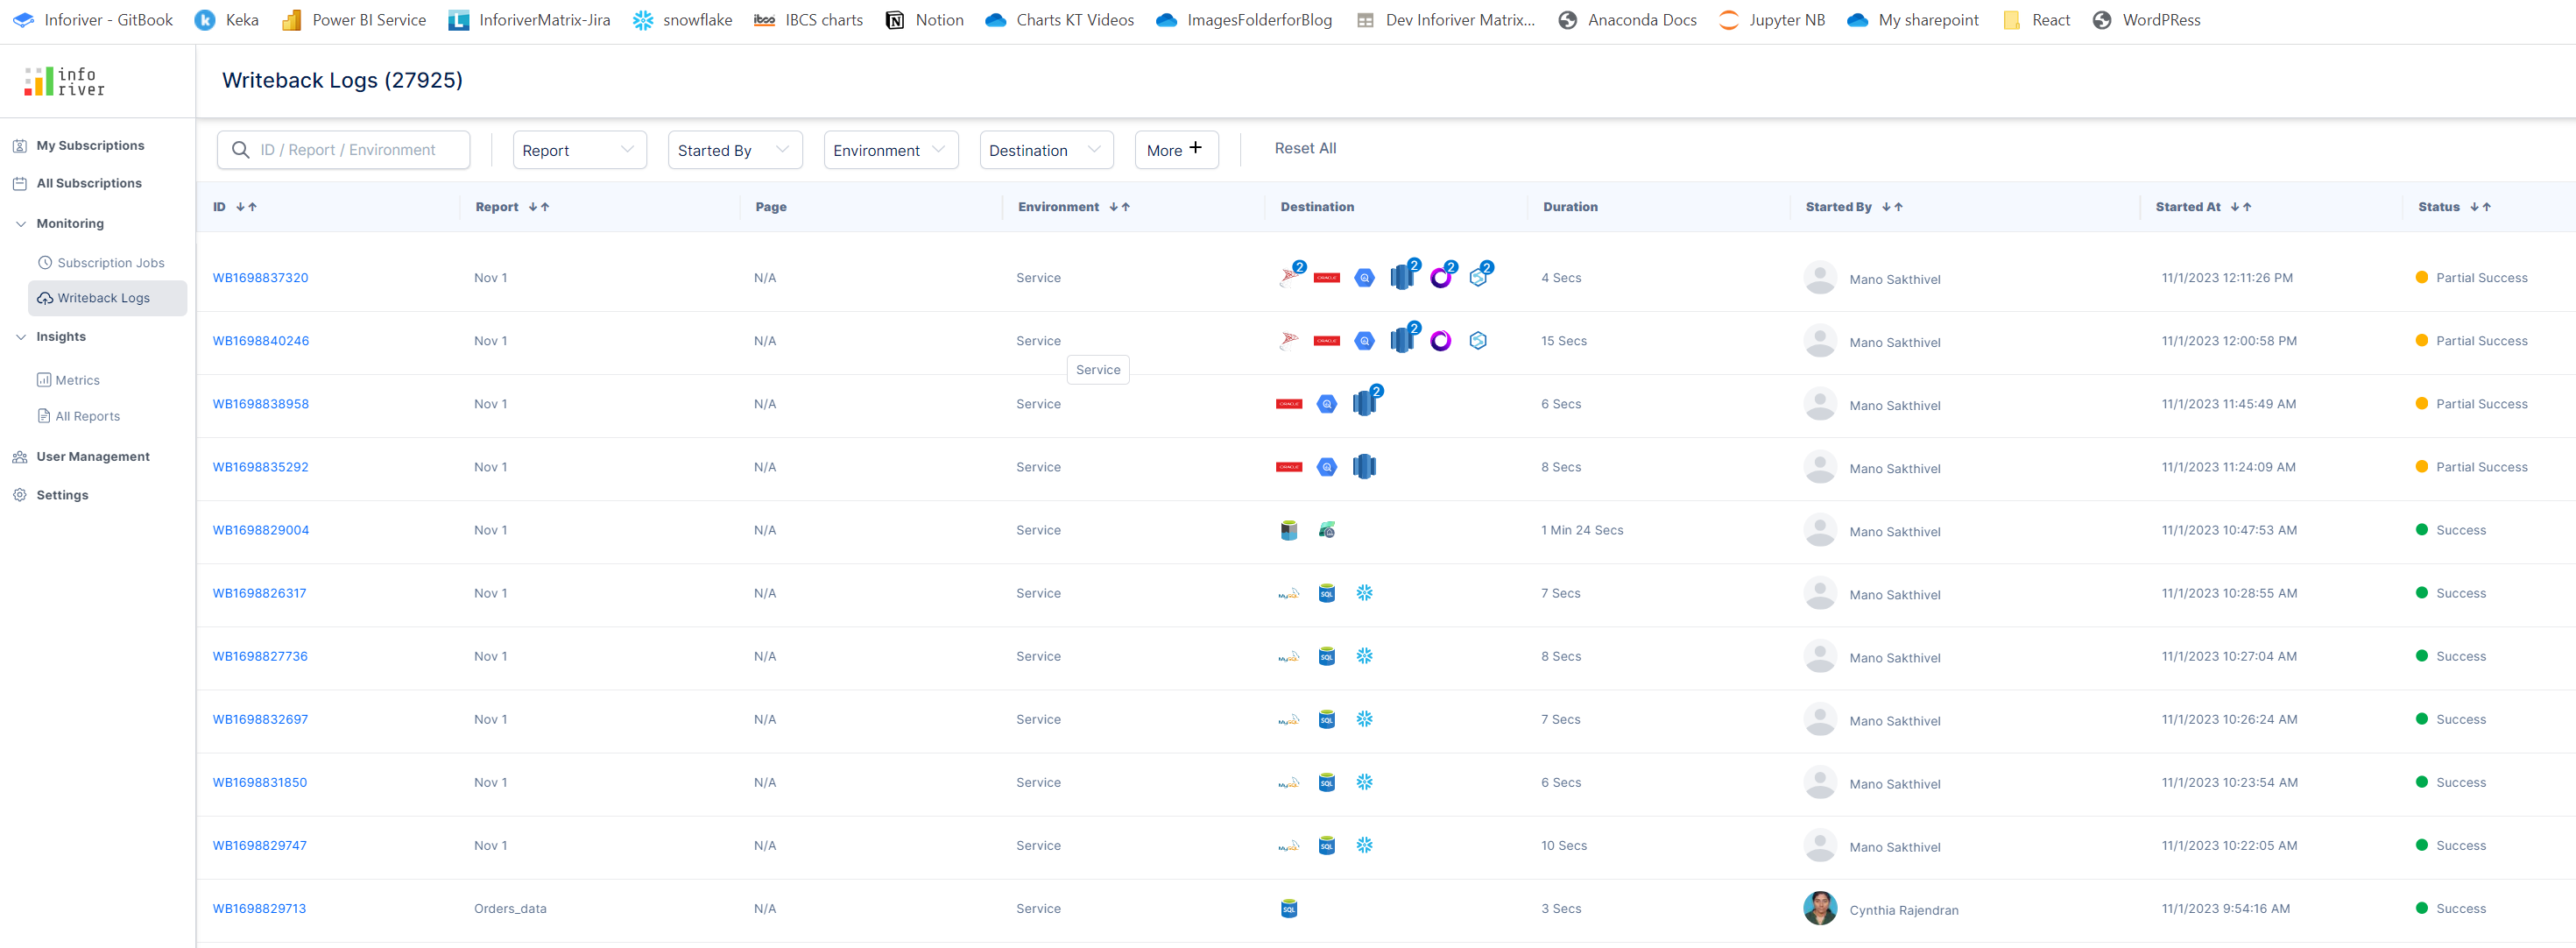 Inforiver - GitBook Keka Power BI Service InforiverMatrix-Jira snowflake IBCS charts Notion Charts KT Videos ImagesFolderforBlog Dev Inforiver Matrix... Anaconda Docs Jupyter NB My sharepoint React WordPRess
info
river
Writeback Logs (27925)
My Subscriptions
All Subscriptions
Monitoring
Subscription Jobs
Writeback Logs
Insights
Metrics
All Reports
User Management
Settings
ID / Report / Environment Report Started By Environment Destination More + Reset All
ID Report Page Environment Destination Duration Started By Started At Status
WB1698837320 Nov 1 N/A Service 2 ORACLE 2 2 2 4 Secs Mano Sakthivel 11/1/2023 12:11:26 PM Partial Success
WB1698840246 Nov 1 N/A Service ORACLE 2 15 Secs Mano Sakthivel 11/1/2023 12:00:58 PM Partial Success
Service
WB1698838958 Nov 1 N/A Service ORACLE 2 6 Secs Mano Sakthivel 11/1/2023 11:45:49 AM Partial Success
WB1698835292 Nov 1 N/A Service ORACLE 8 Secs Mano Sakthivel 11/1/2023 11:24:09 AM Partial Success
WB1698829004 Nov 1 N/A Service 1 Min 24 Secs Mano Sakthivel 11/1/2023 10:47:53 AM Success
WB1698826317 Nov 1 N/A Service MySQL SQL 7 Secs Mano Sakthivel 11/1/2023 10:28:55 AM Success
WB1698827736 Nov 1 N/A Service MySQL SQL 8 Secs Mano Sakthivel 11/1/2023 10:27:04 AM Success
WB1698832697 Nov 1 N/A Service MySQL SQL 7 Secs Mano Sakthivel 11/1/2023 10:26:24 AM Success
WB1698831850 Nov 1 N/A Service MySQL SQL 6 Secs Mano Sakthivel 11/1/2023 10:23:54 AM Success
WB1698829747 Nov 1 N/A Service MySQL SQL 10 Secs Mano Sakthivel 11/1/2023 10:22:05 AM Success
WB1698829713 Orders_data N/A Service SQL 3 Secs Cynthia Rajendran 11/1/2023 9:54:16 AM Success